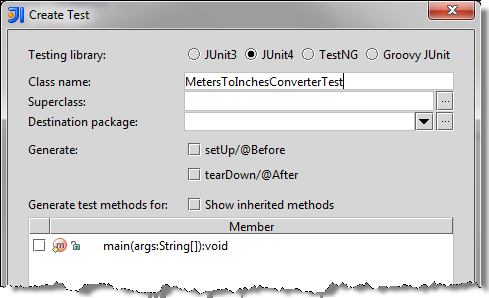 Create Test
Testing library: JUnit3 JUnit4 TestNG Groovy JUnit
Class name: MetersToInchesConverterTest
Superclass: ...
Destination package: ...
Generate: setUp/@Before
tearDown/@After
Generate test methods for: Show inherited methods
Member
m main(args:String[]):void